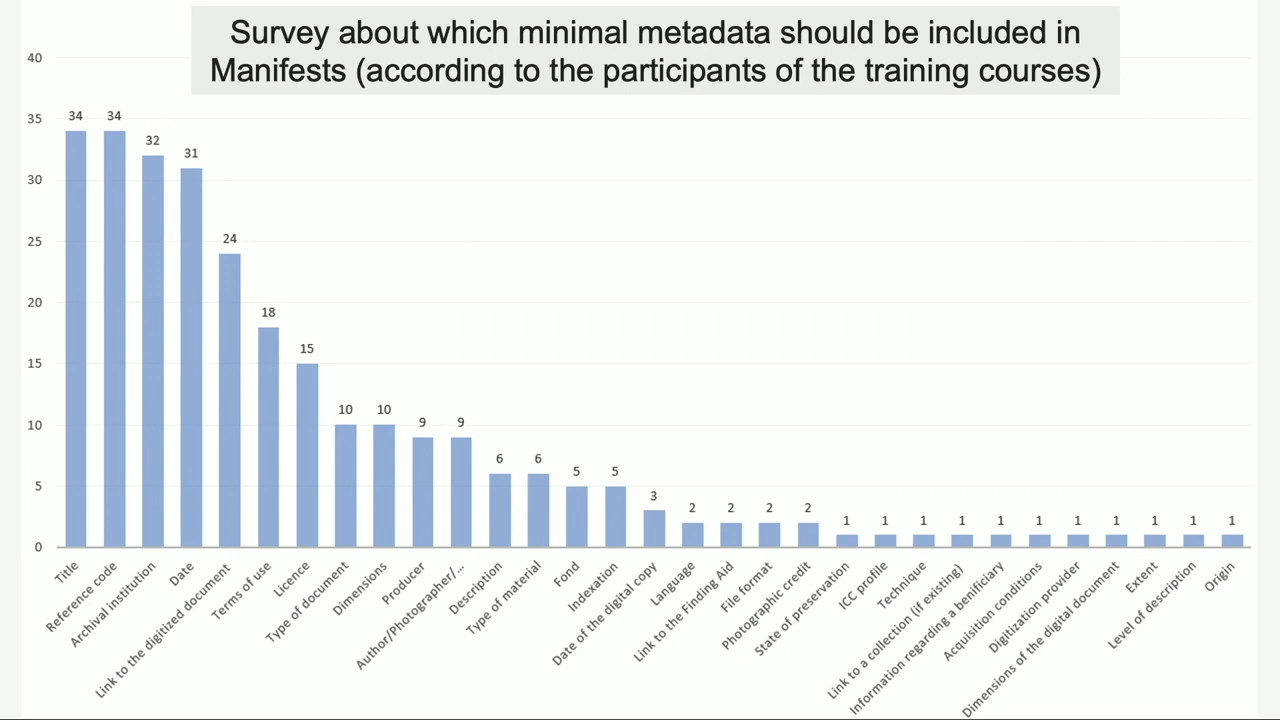 Survey about which minimal metadata should be included in
Manifests (according to the participants of the training courses)
40
35
30
25
20
15
10
5
0
34
34
32
31
24
18
15
10
10
9
9
6
6
5
5
3
2
2
2
2
1
1
1
1
1
1
1
1
1
1
1
Title
Reference code
Archival institution
Date
Link to the digitized document
Terms of use
Licence
Type of document
Dimensions
Producer
Author/Photographer/...
Description
Type of material
Fond
Indexation
Date of the digital copy
Language
Link to the Finding Aid
File format
Photographic credit
State of preservation
ICC profile
Technique
Link to a collection (if existing)
Information regarding a benificiary
Acquisition conditions
Digitization provider
Dimensions of the digital document
Extent
Level of description
Origin